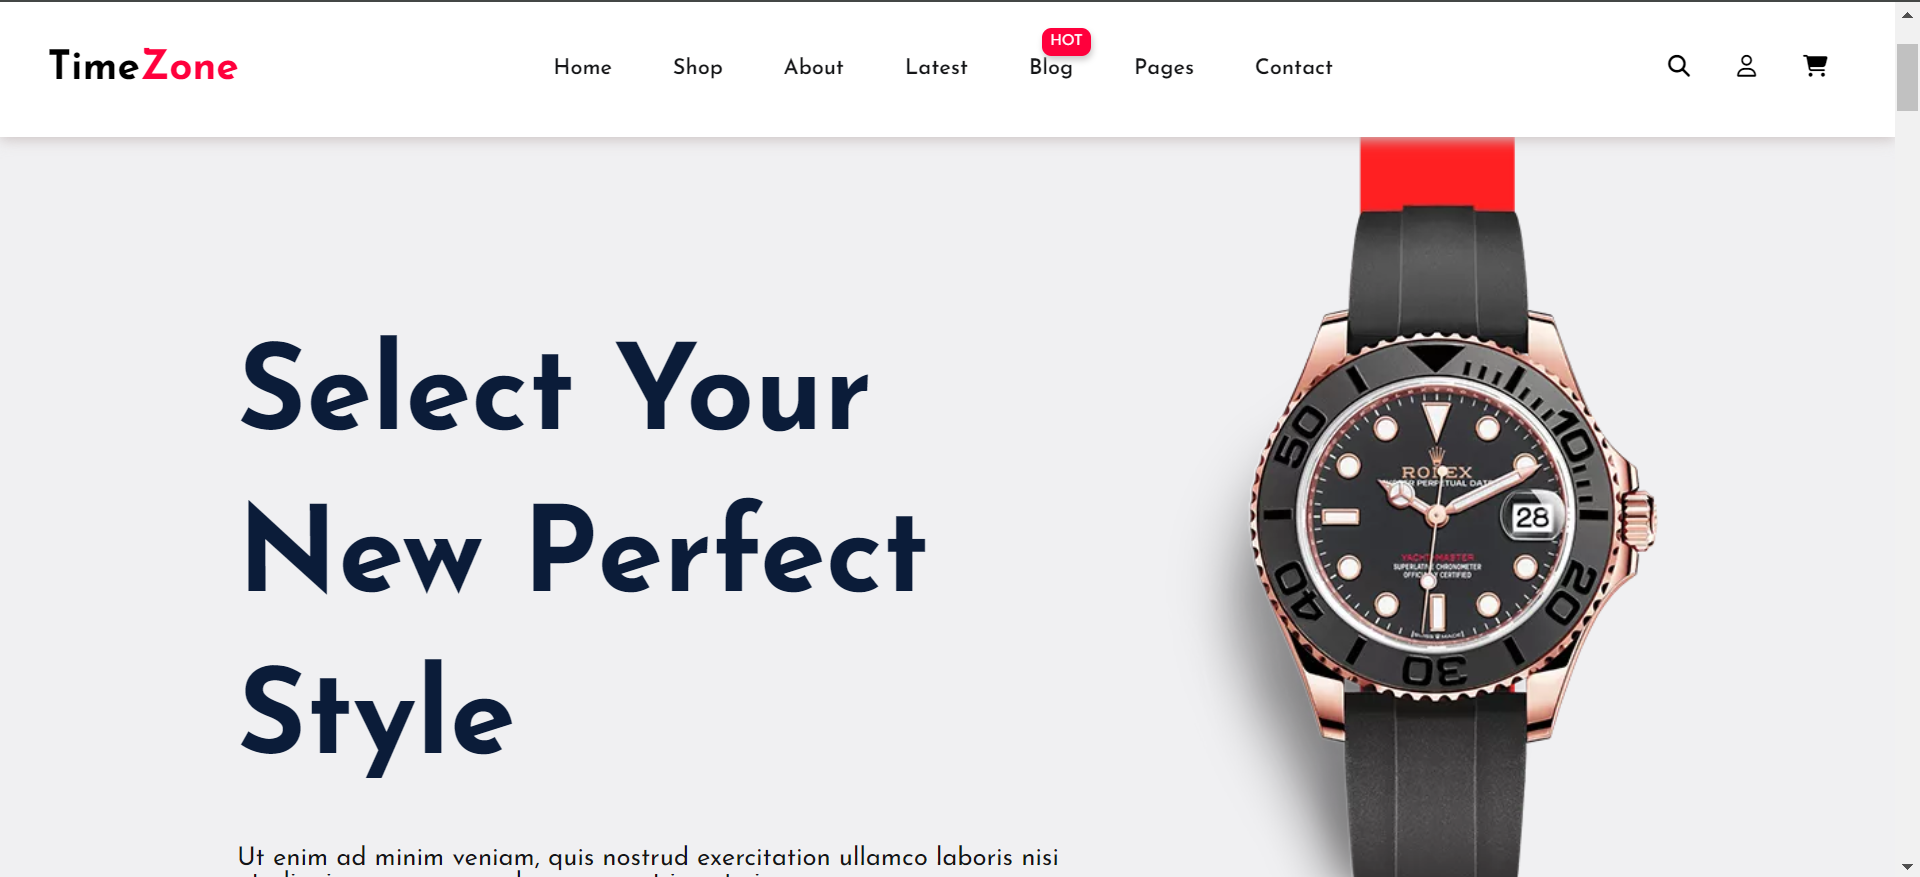 HOT
TimeZone
Home Shop About Latest Blog Pages Contact
Select Your
New Perfect
Style
ROLEX
PERPETUAL DATE
YACHT-MASTER
SUPERLATIVE CHRONOMETER
OFFICIALLY CERTIFIED
28
50
10
40
20
30
SWISS MADE
Ut enim ad minim veniam, quis nostrud exercitation ullamco laboris nisi